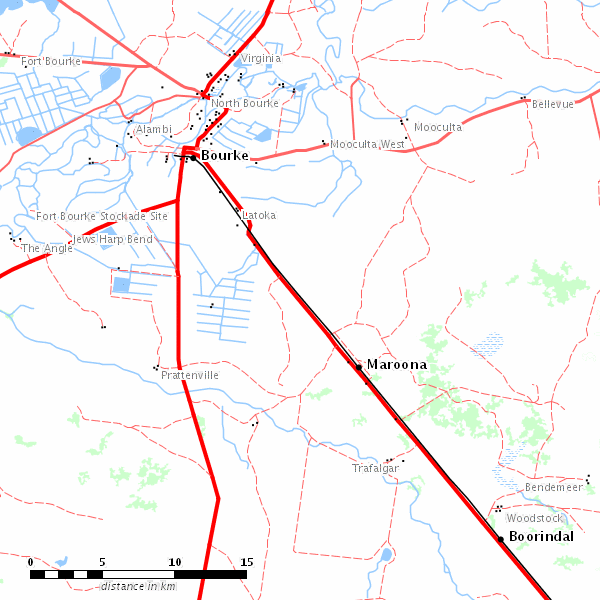 Fort Bourke
Virginia
North Bourke
Bellevue
Alambi
Mooculta
Mooculta West
Bourke
Fort Bourke Stockade Site
Latoka
Jews Harp Bend
The Angle
Maroona
Prattenville
Trafalgar
Bendemeer
Woodstock
Boorindal
0 5 10 15
distance in km